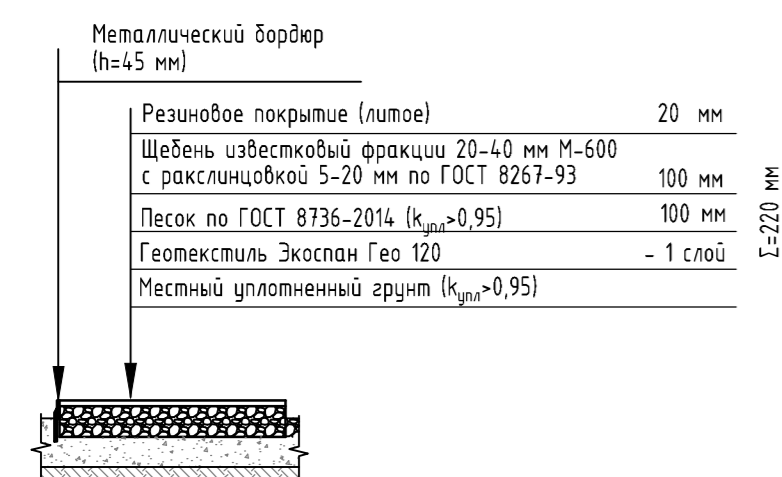 Металлический бордюр
(h=45 мм)
Резиновое покрытие (литое) 20 мм
Щебень известковый фракции 20-40 мм М-600
с ракслинцовкой 5-20 мм по ГОСТ 8267-93 100 мм
Песок по ГОСТ 8736-2014 (kупл>0,95) 100 мм
Геотекстиль Экоспан Гео 120 - 1 слой
Местный уплотненный грунт (kупл>0,95)
Σ=220 мм